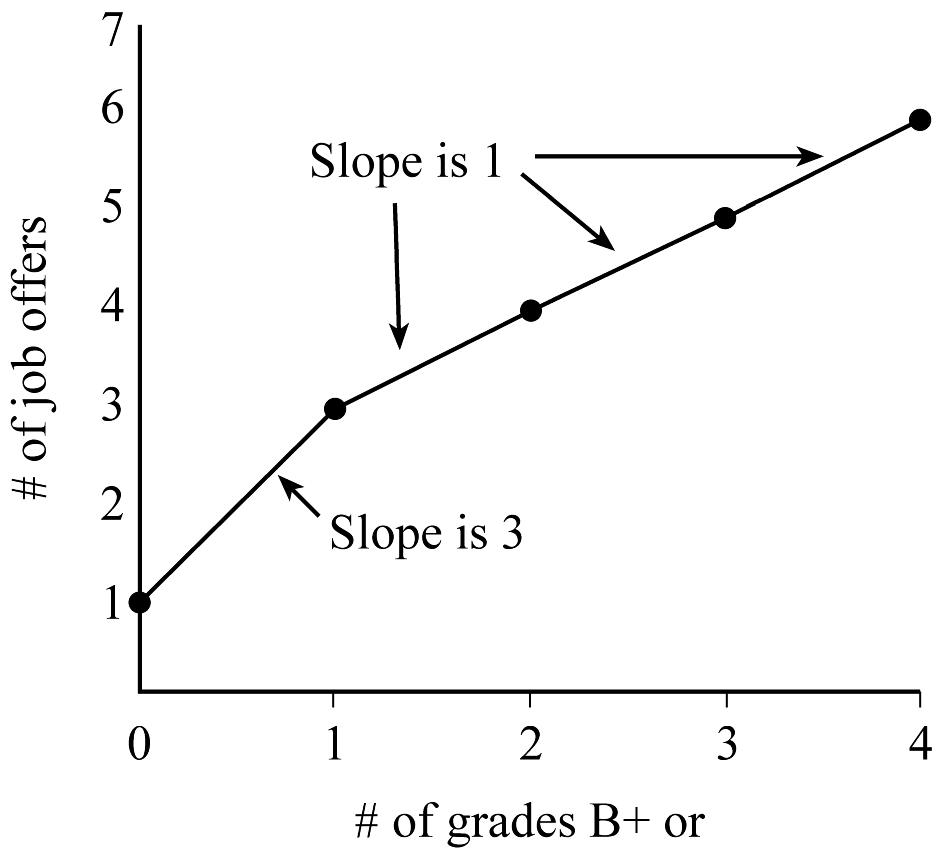 7
6
5
4
3
2
1
# of job offers
Slope is 1
Slope is 3
0 1 2 3 4
# of grades B+ or